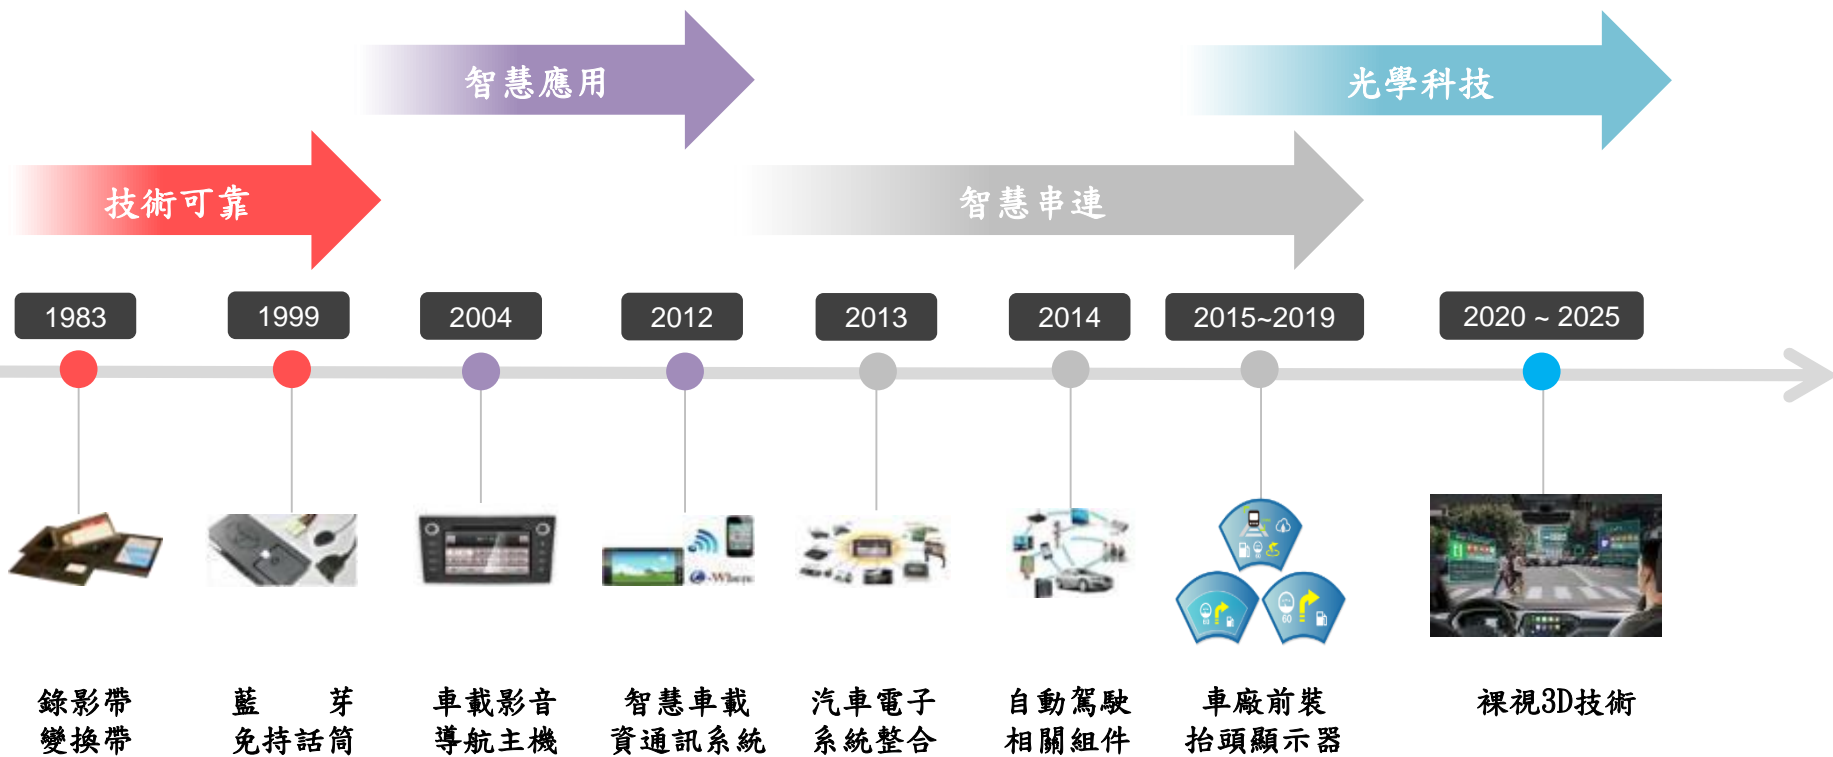 智慧應用
光學科技
技術可靠
智慧串連
1983
1999
2004
2012
2013
2014
2015~2019
2020 ~ 2025
60
錄影帶
變換帶
藍 芽
免持話筒
車載影音
導航主機
智慧車載
資通訊系統
汽車電子
系統整合
自動駕駛
相關組件
車廠前裝
抬頭顯示器
裸視3D技術